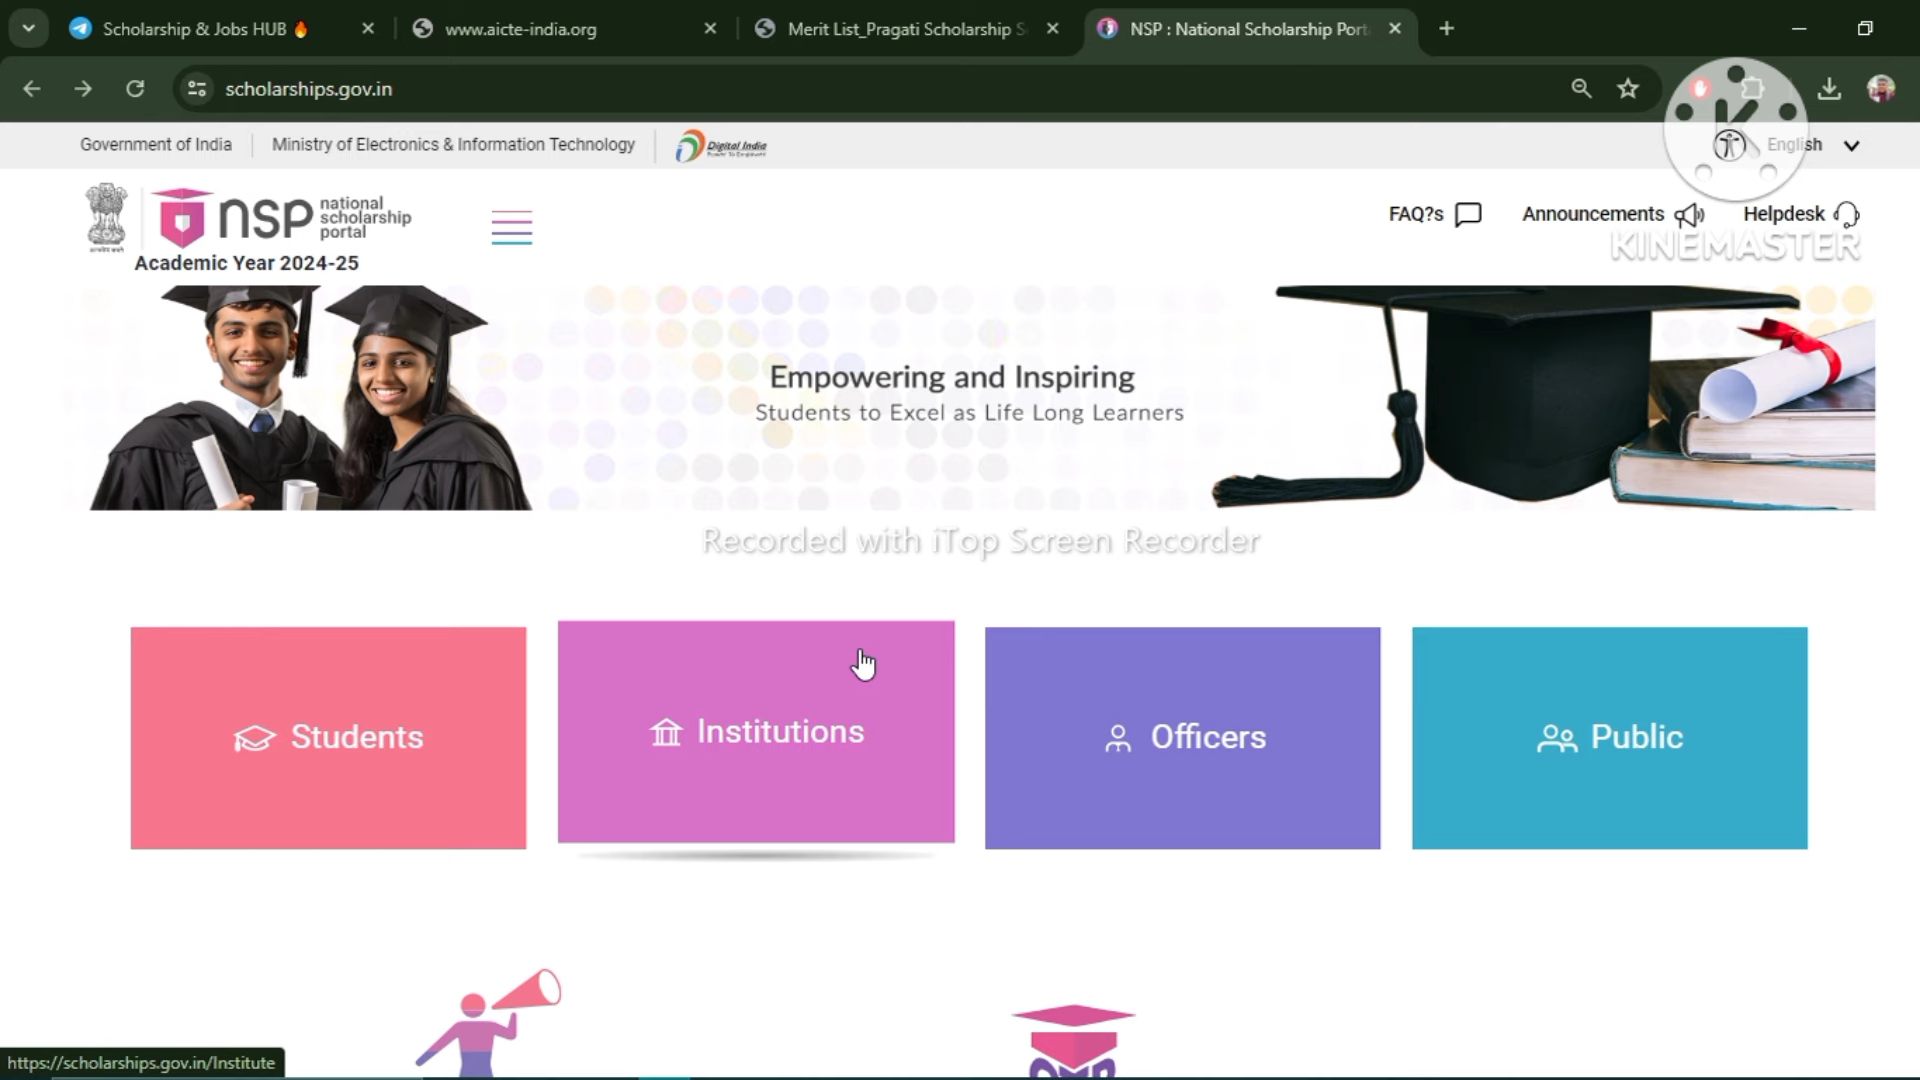 Scholarship & Jobs HUB
www.aicte-india.org
Merit List_Pragati Scholarship S
NSP : National Scholarship Port
scholarships.gov.in
Government of India
Ministry of Electronics & Information Technology
Digital India
Power To Empower
English
nsp national scholarship portal
Academic Year 2024-25
FAQ?s
Announcements
Helpdesk
K
KINEMASTER
Empowering and Inspiring
Students to Excel as Life Long Learners
Recorded with iTop Screen Recorder
Students
Institutions
Officers
Public
https://scholarships.gov.in/Institute